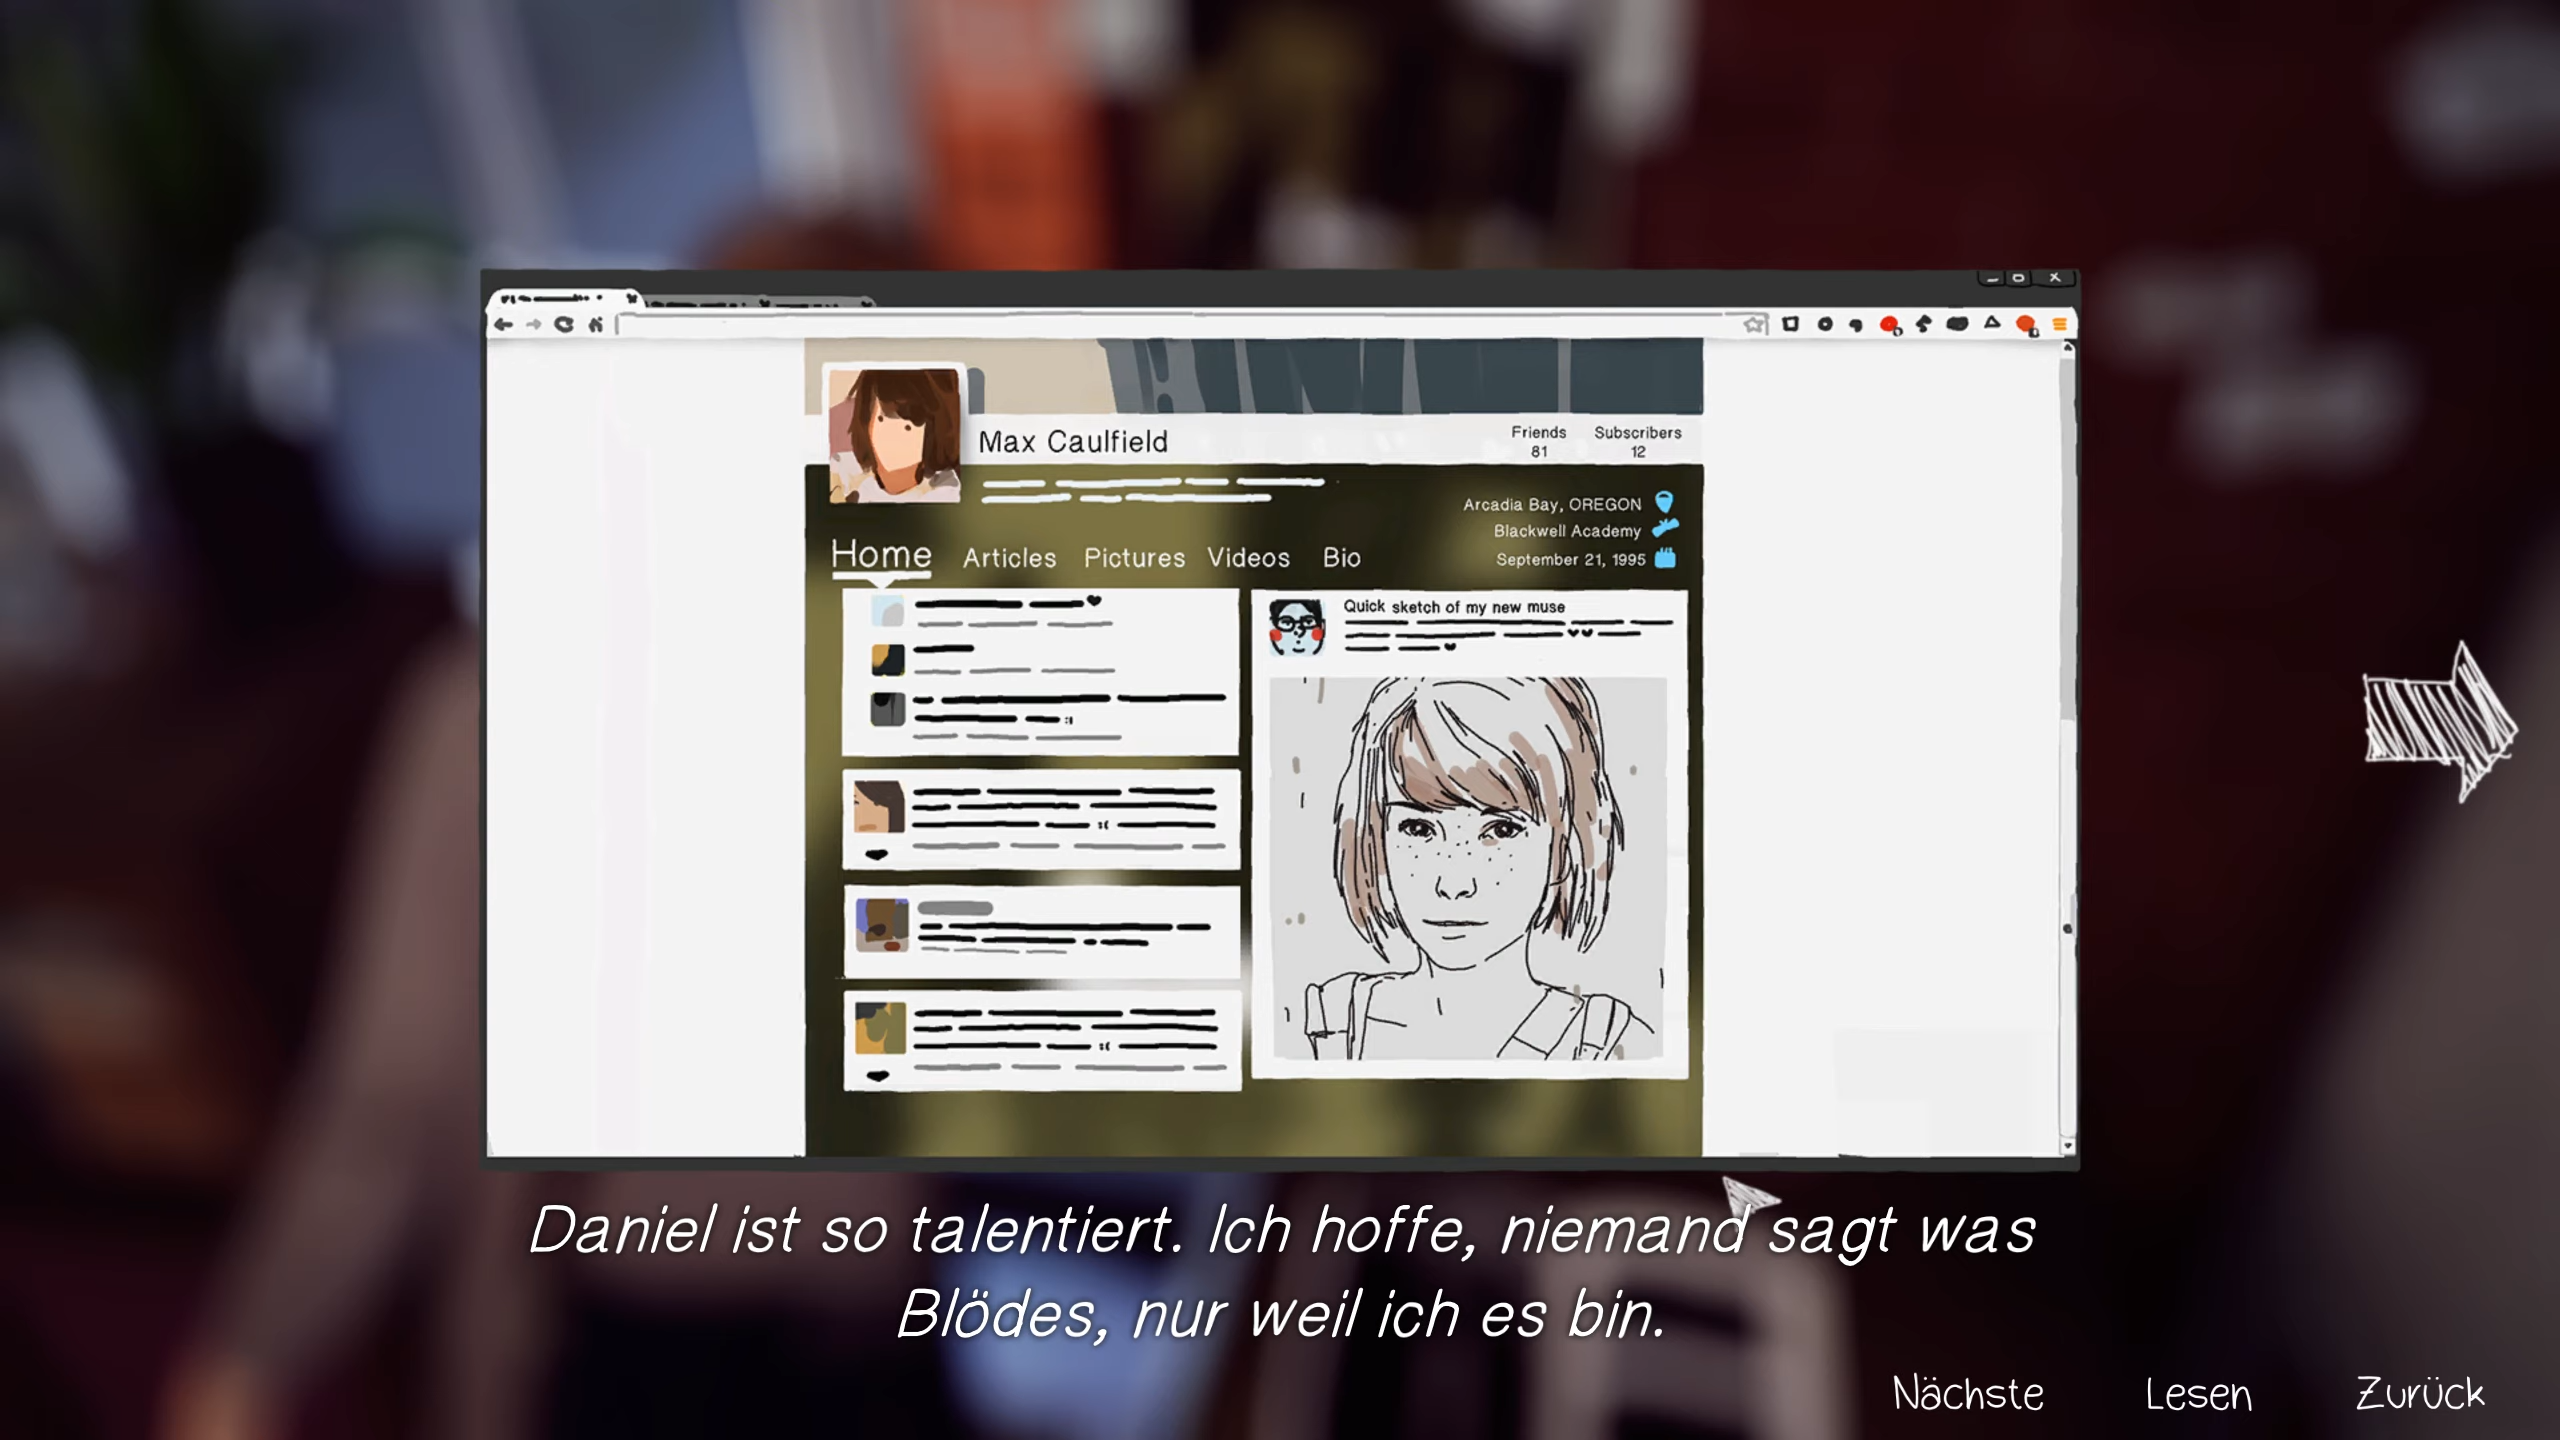 Max Caulfield
Friends
81
Subscribers
12
Arcadia Bay, OREGON
Blackwell Academy
September 21, 1995
Home
Articles
Pictures
Videos
Bio
Quick sketch of my new muse
Daniel ist so talentiert. Ich hoffe, niemand sagt was
Blödes, nur weil ich es bin.
Nächste
Lesen
Zurück